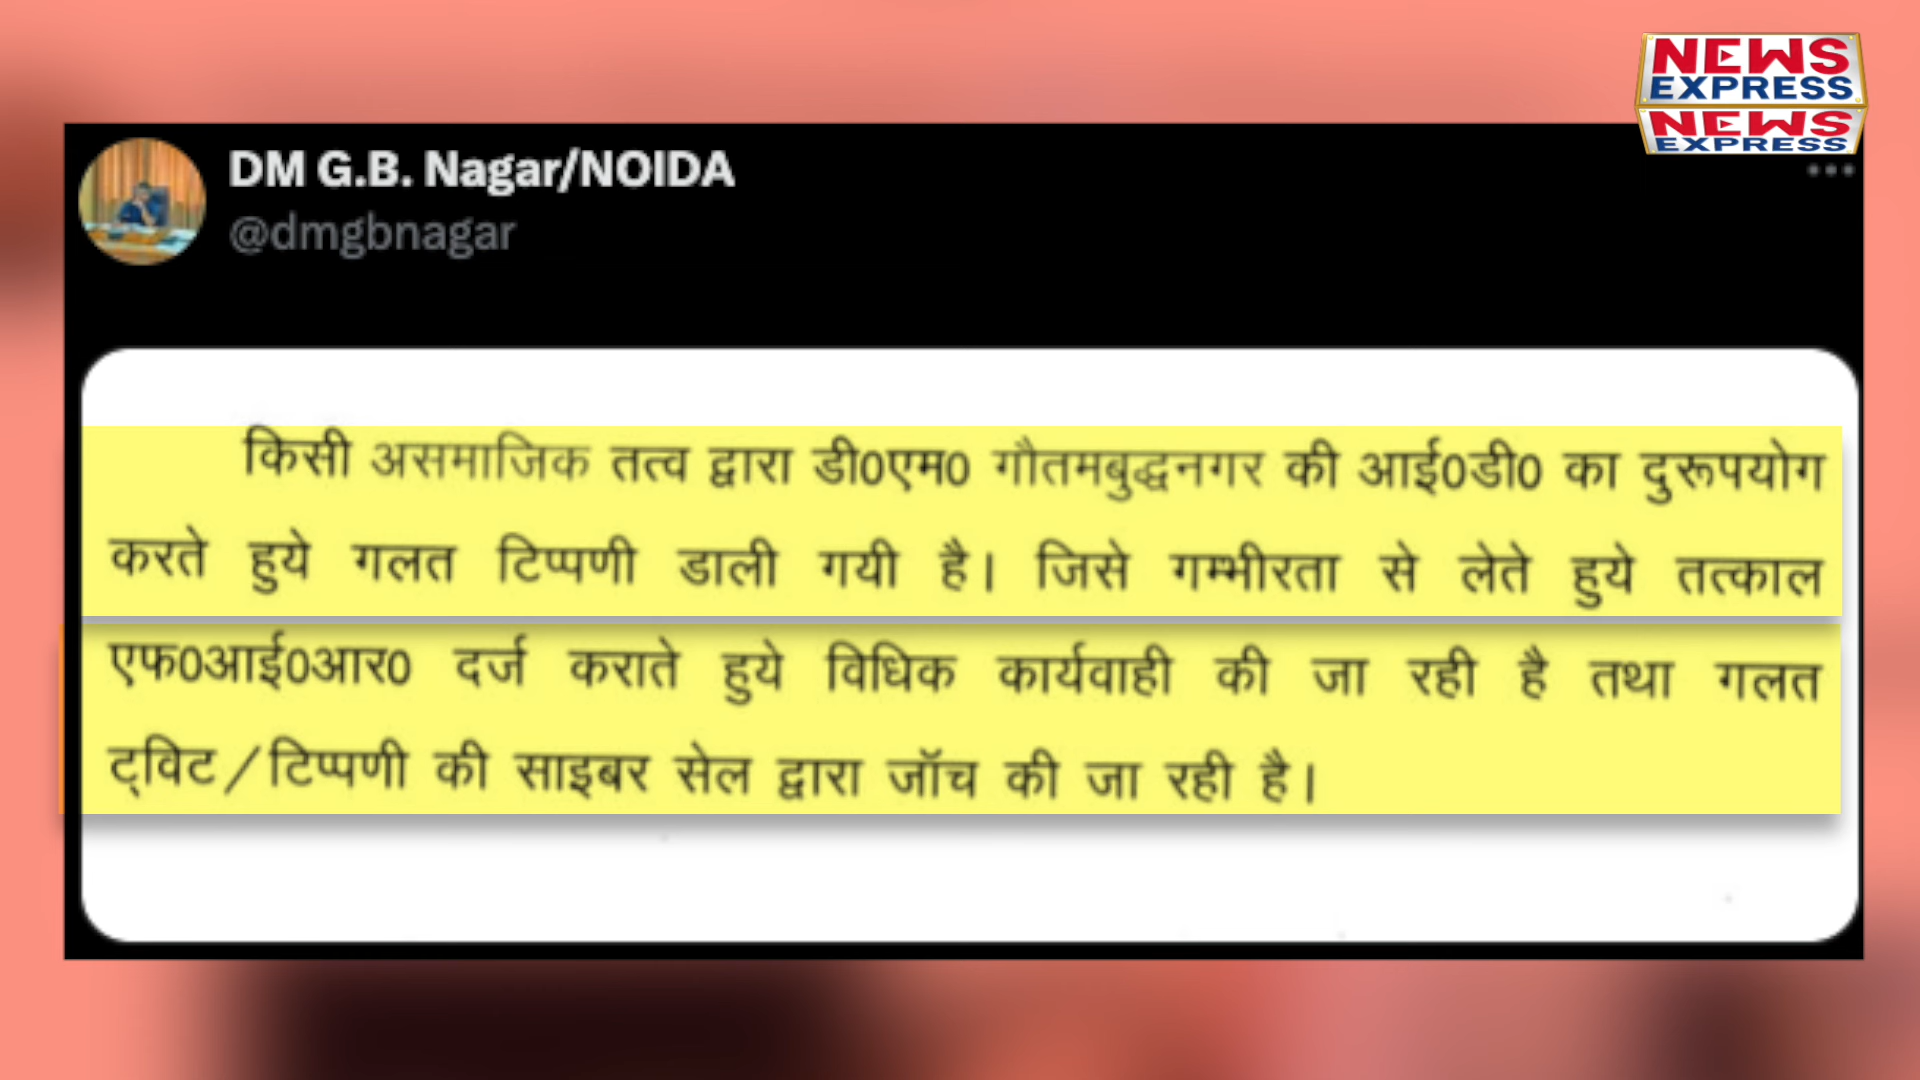 NEWS
EXPRESS
NEWS
EXPRESS
DM G.B. Nagar/NOIDA
@dmgbnagar
किसी असमाजिक तत्व द्वारा डी0एम0 गौतमबुद्धनगर की आई0डी0 का दुरूपयोग
करते हुये गलत टिप्पणी डाली गयी है। जिसे गम्भीरता से लेते हुये तत्काल
एफ0आई0आर0 दर्ज कराते हुये विधिक कार्यवाही की जा रही है तथा गलत
ट्विट/टिप्पणी की साइबर सेल द्वारा जॉच की जा रही है।